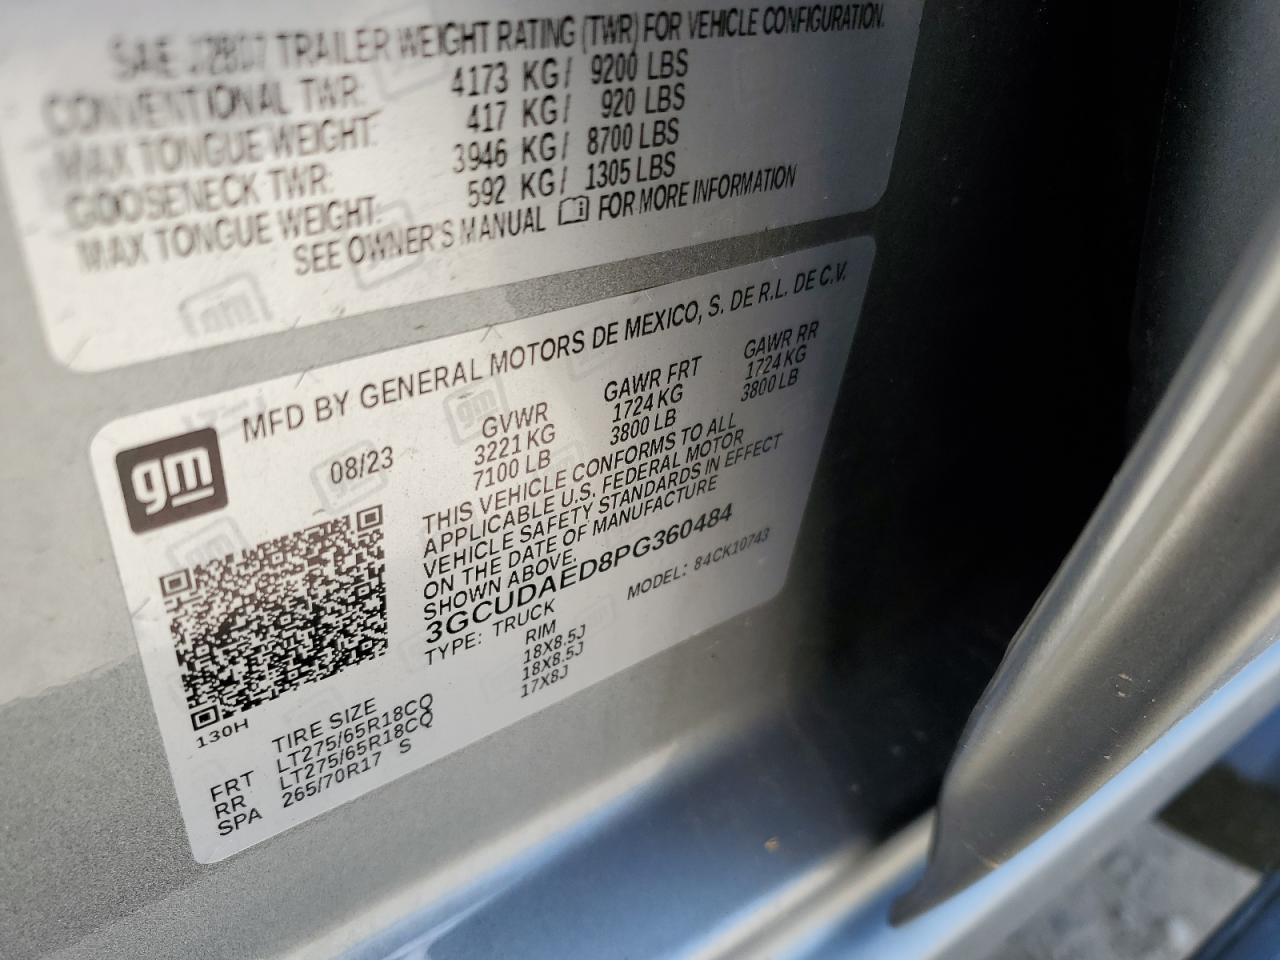 SAE J2807 TRAILER WEIGHT RATING (TWR) FOR VEHICLE CONFIGURATION.
CONVENTIONAL TWR: 4173 KG/ 9200 LBS
MAX TONGUE WEIGHT: 417 KG/ 920 LBS
GOOSENECK TWR: 3946 KG/ 8700 LBS
MAX TONGUE WEIGHT: 592 KG/ 1305 LBS
SEE OWNER'S MANUAL FOR MORE INFORMATION
gm
MFD BY GENERAL MOTORS DE MEXICO, S. DE R.L. DE C.V.
gm
08/23 GVWR GAWR FRT GAWR RR
3221 KG 1724 KG 1724 KG
7100 LB 3800 LB 3800 LB
THIS VEHICLE CONFORMS TO ALL
APPLICABLE U.S. FEDERAL MOTOR
VEHICLE SAFETY STANDARDS IN EFFECT
ON THE DATE OF MANUFACTURE
SHOWN ABOVE.
3GCUDAED8PG360484
TYPE: TRUCK MODEL: 84CK10743
130H
TIRE SIZE RIM
FRT LT275/65R18CQ 18X8.5J
RR LT275/65R18CQ 18X8.5J
SPA 265/70R17 S 17X8J